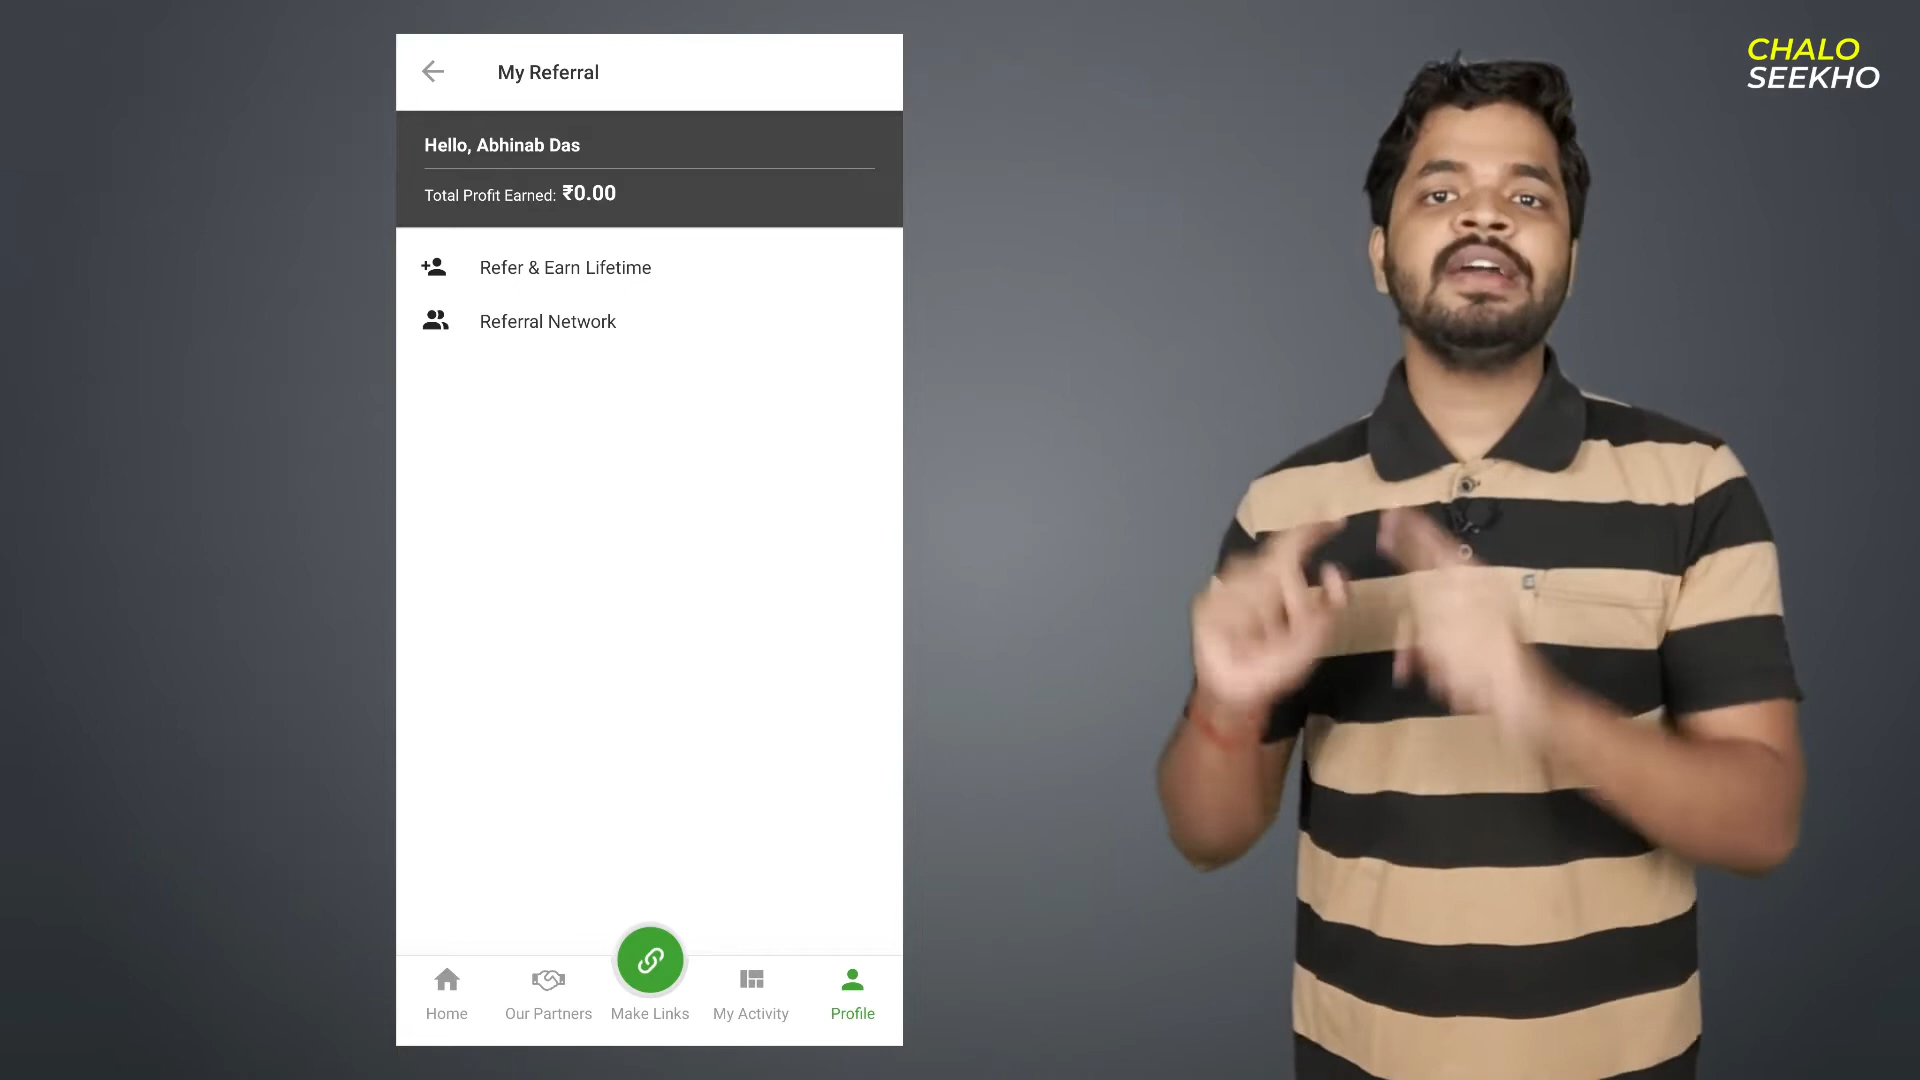 CHALO
SEEKHO
My Referral
Hello, Abhinab Das
Total Profit Earned: ₹0.00
Refer & Earn Lifetime
Referral Network
Home
Our Partners
Make Links
My Activity
Profile